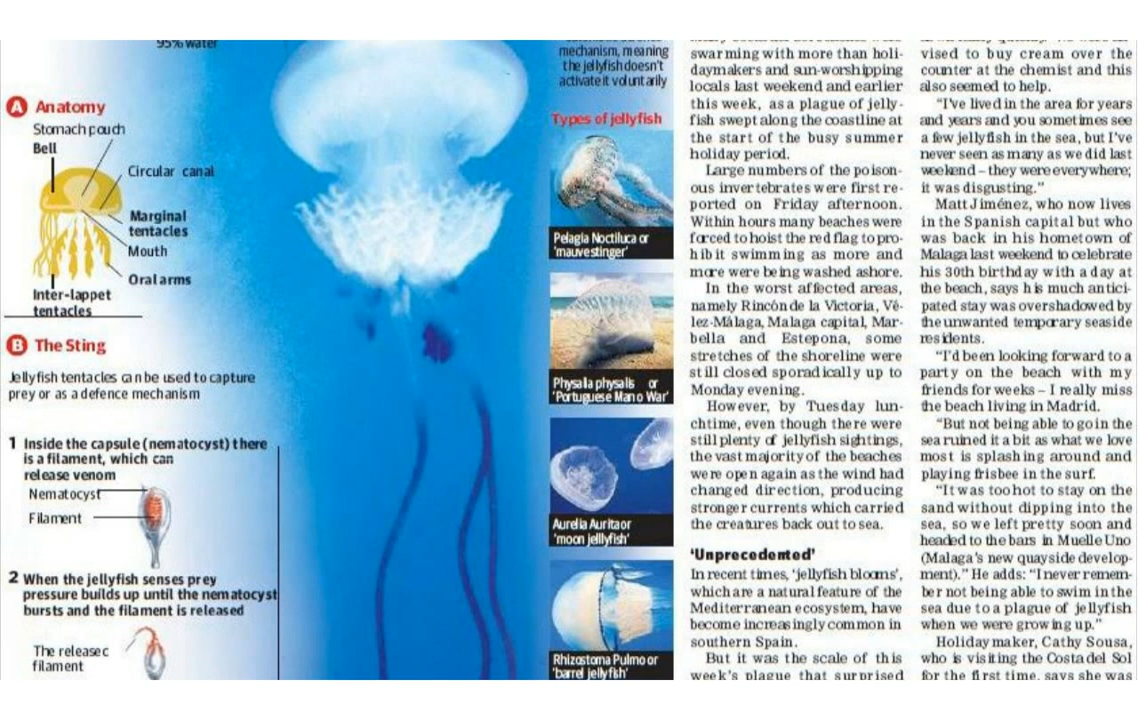 95% water
A Anatomy
Stomach pouch
Bell
Circular canal
Marginal
tentacles
Mouth
Oral arms
Inter-lappet
tentacles
B The Sting
Jellyfish tentacles can be used to capture
prey or as a defence mechanism
1 Inside the capsule (nematocyst) there
is a filament, which can
release venom
Nematocyst
Filament
2 When the jellyfish senses prey
pressure builds up until the nematocyst
bursts and the filament is released
The released
filament
mechanism, meaning
the jellyfish doesn't
activate it voluntarily
Types of jellyfish
Pelagia Noctiluca or
'mauve stinger'
Physalia physalis or
'Portuguese Man o War'
Aurelia Aurita or
'moon jelllyfish'
Rhizostoma Pulmo or
'barrel jellyfish'
swarming with more than holi-
daymakers and sun-worshipping
locals last weekend and earlier
this week, as a plague of jelly-
fish swept along the coastline at
the start of the busy summer
holiday period.
Large numbers of the poison-
ous invertebrates were first re-
ported on Friday afternoon.
Within hours many beaches were
forced to hoist the red flag to pro-
hibit swimming as more and
more were being washed ashore.
In the worst affected areas,
namely Rincón de la Victoria, Vé-
lez-Málaga, Malaga capital, Mar-
bella and Estepona, some
stretches of the shoreline were
still closed sporadically up to
Monday evening.
However, by Tuesday lun-
chtime, even though there were
still plenty of jellyfish sightings,
the vast majority of the beaches
were open again as the wind had
changed direction, producing
stronger currents which carried
the creatures back out to sea.
'Unprecedented'
In recent times, 'jellyfish blooms',
which are a natural feature of the
Mediterranean ecosystem, have
become increasingly common in
southern Spain.
But it was the scale of this
week's plague that surprised
vised to buy cream over the
counter at the chemist and this
also seemed to help.
"I've lived in the area for years
and years and you sometimes see
a few jellyfish in the sea, but I've
never seen as many as we did last
weekend – they were everywhere;
it was disgusting."
Matt Jiménez, who now lives
in the Spanish capital but who
was back in his hometown of
Malaga last weekend to celebrate
his 30th birthday with a day at
the beach, says his much antici-
pated stay was overshadowed by
the unwanted temporary seaside
residents.
"I'd been looking forward to a
party on the beach with my
friends for weeks – I really miss
the beach living in Madrid.
"But not being able to go in the
sea ruined it a bit as what we love
most is splashing around and
playing frisbee in the surf.
"It was too hot to stay on the
sand without dipping into the
sea, so we left pretty soon and
headed to the bars in Muelle Uno
(Malaga's new quayside develop-
ment)." He adds: "I never remem-
ber not being able to swim in the
sea due to a plague of jellyfish
when we were growing up."
Holidaymaker, Cathy Sousa,
who is visiting the Costa del Sol
for the first time, says she was